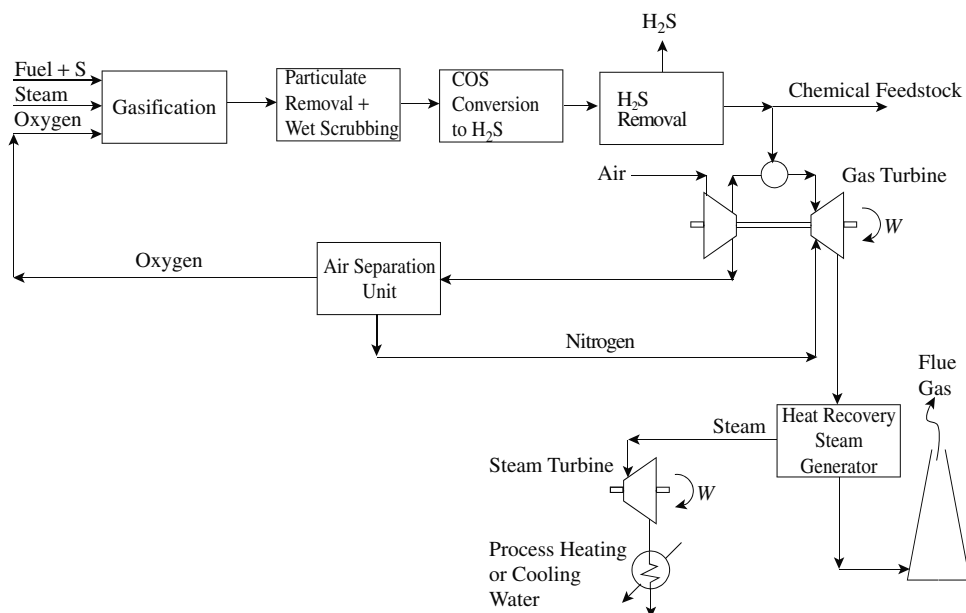 H₂S
Fuel + S
Steam
Oxygen
Gasification
Particulate
Removal +
Wet Scrubbing
COS
Conversion
to H₂S
H₂S
Removal
Chemical Feedstock
Air
Gas Turbine
W
Oxygen
Air Separation
Unit
Nitrogen
Flue
Gas
Heat Recovery
Steam
Generator
Steam
Steam Turbine
W
Process Heating
or Cooling
Water